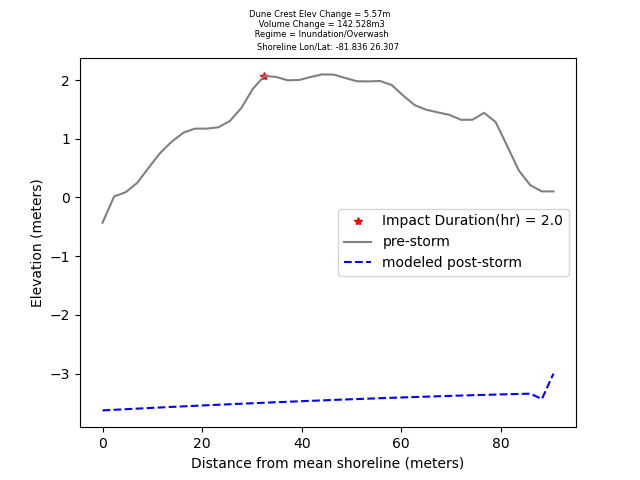 Dune Crest Elev Change = 5.57m
Volume Change = 142.528m3
Regime = Inundation/Overwash
Shoreline Lon/Lat: -81.836 26.307
2
1
0
−1
−2
−3
Elevation (meters)
Impact Duration(hr) = 2.0
pre-storm
modeled post-storm
0 20 40 60 80
Distance from mean shoreline (meters)